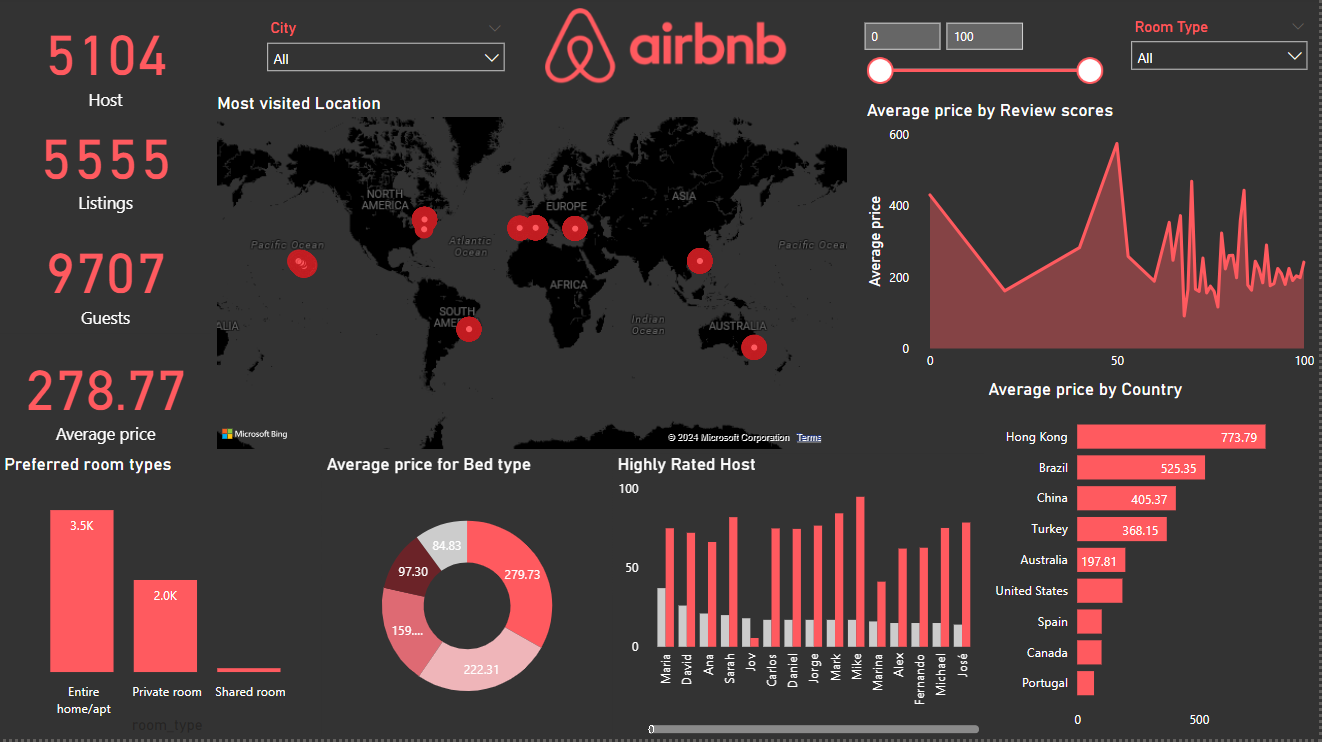 5104
Host
5555
Listings
9707
Guests
278.77
Average price
City
All
airbnb
0
100
Room Type
All
Most visited Location
NORTH
AMERICA
EUROPE
ASIA
Pacific Ocean
Atlantic
Ocean
Pacific Ocean
AFRICA
SOUTH
AME
Indian
Ocean
ALIA
AUSTRALIA
Microsoft Bing
© 2024 Microsoft Corporation Terms
Average price by Review scores
Average price
600
400
200
0
0
50
100
Average price by Country
Hong Kong
773.79
Brazil
525.35
China
405.37
Turkey
368.15
Australia
197.81
United States
Spain
Canada
Portugal
0
500
Preferred room types
3.5K
2.0K
Entire
home/apt
Private room
Shared room
room_type
Average price for Bed type
84.83
97.30
279.73
159....
222.31
Highly Rated Host
100
50
0
Maria
David
Ana
Sarah
Jov
Carlos
Daniel
Jorge
Mark
Mike
Marina
Alex
Fernando
Michael
José
0